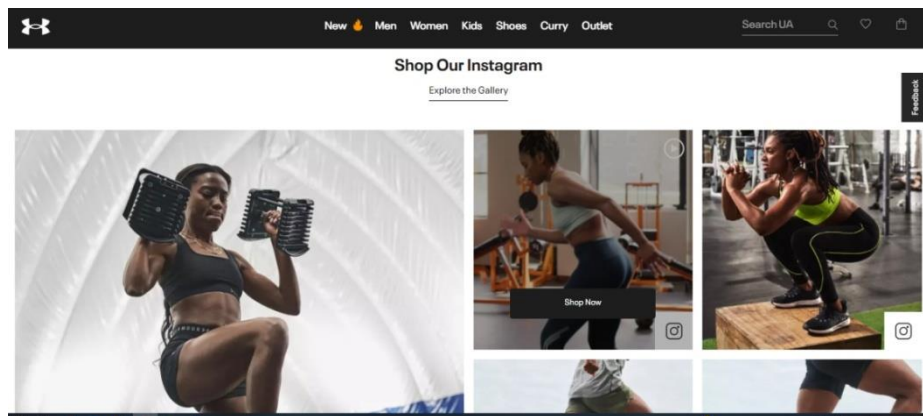 New 🔥 Men Women Kids Shoes Curry Outlet
Search UA
Shop Our Instagram
Explore the Gallery
Feedback
Shop Now